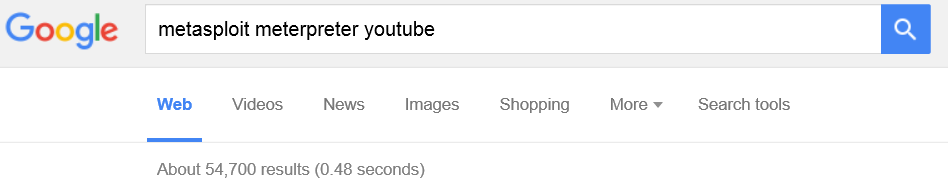 Google metasploit meterpreter youtube
Web Videos News Images Shopping More Search tools
About 54,700 results (0.48 seconds)